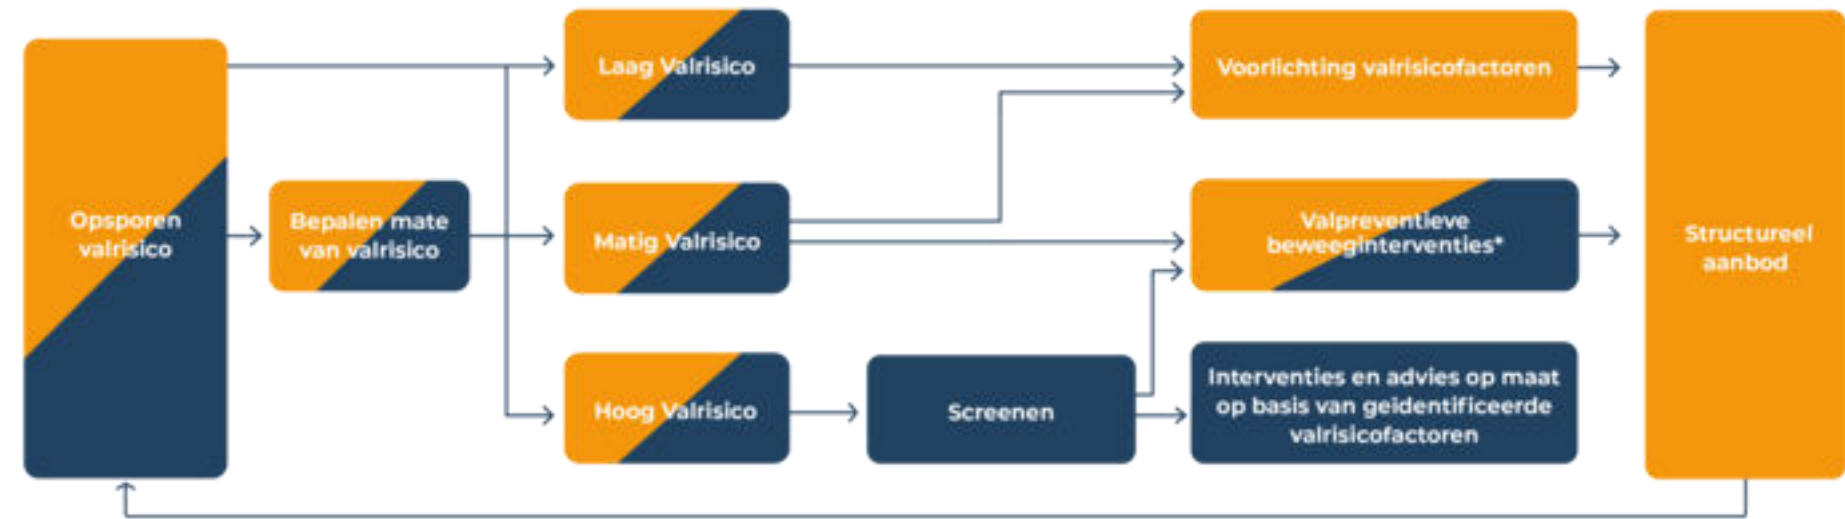 Opsporen
valrisico
Bepalen mate
van valrisico
Laag Valrisico
Matig Valrisico
Hoog Valrisico
Screenen
Voorlichting valrisicofactoren
Valpreventieve
beweeginterventies*
Interventies en advies op maat
op basis van geidentificeerde
valrisicofactoren
Structureel
aanbod